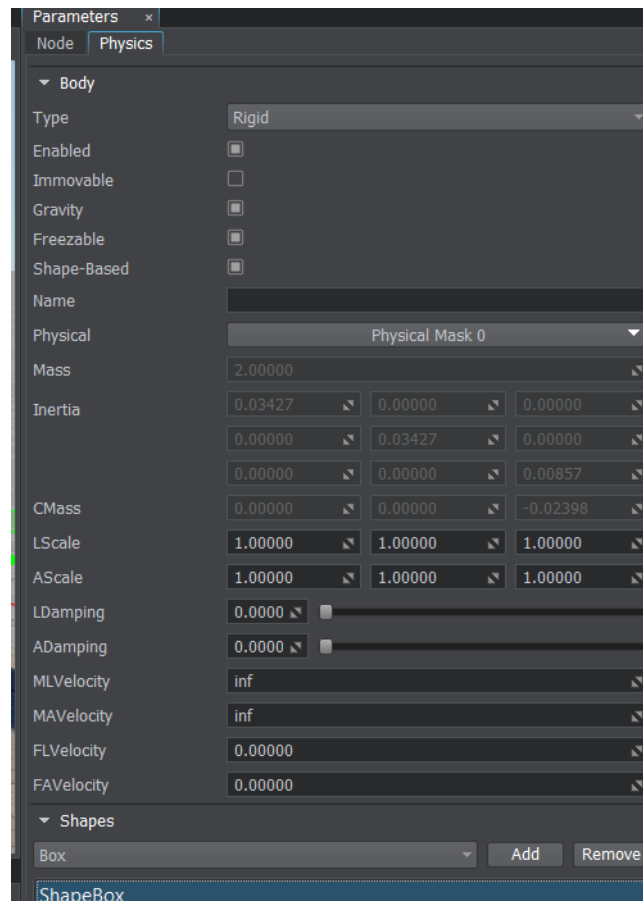 Parameters ×
Node Physics
Body
Type Rigid
Enabled
Immovable
Gravity
Freezable
Shape-Based
Name
Physical Physical Mask 0
Mass 2.00000
Inertia 0.03427 0.00000 0.00000
0.00000 0.03427 0.00000
0.00000 0.00000 0.00857
CMass 0.00000 0.00000 -0.02398
LScale 1.00000 1.00000 1.00000
AScale 1.00000 1.00000 1.00000
LDamping 0.0000
ADamping 0.0000
MLVelocity inf
MAVelocity inf
FLVelocity 0.00000
FAVelocity 0.00000
Shapes
Box Add Remove
ShapeBox